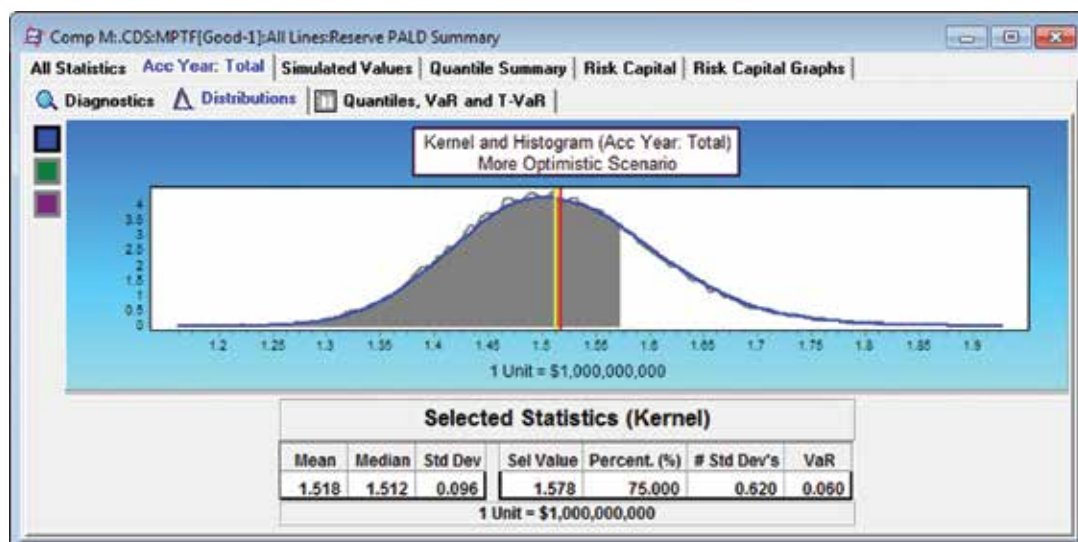 Comp M:.CDS:MPTF[Good-1]:All Lines:Reserve PALD Summary
All Statistics Acc Year: Total Simulated Values Quantile Summary Risk Capital Risk Capital Graphs
Diagnostics Distributions Quantiles, VaR and T-VaR
Kernel and Histogram (Acc Year: Total)
More Optimistic Scenario
4
3.5
3
2.5
2
1.5
1
0.5
0
1.2 1.25 1.3 1.35 1.4 1.45 1.5 1.55 1.6 1.65 1.7 1.75 1.8 1.85 1.9
1 Unit = $1,000,000,000
Selected Statistics (Kernel)
Mean Median Std Dev Sel Value Percent. (%) # Std Dev's VaR
1.518 1.512 0.096 1.578 75.000 0.620 0.060
1 Unit = $1,000,000,000